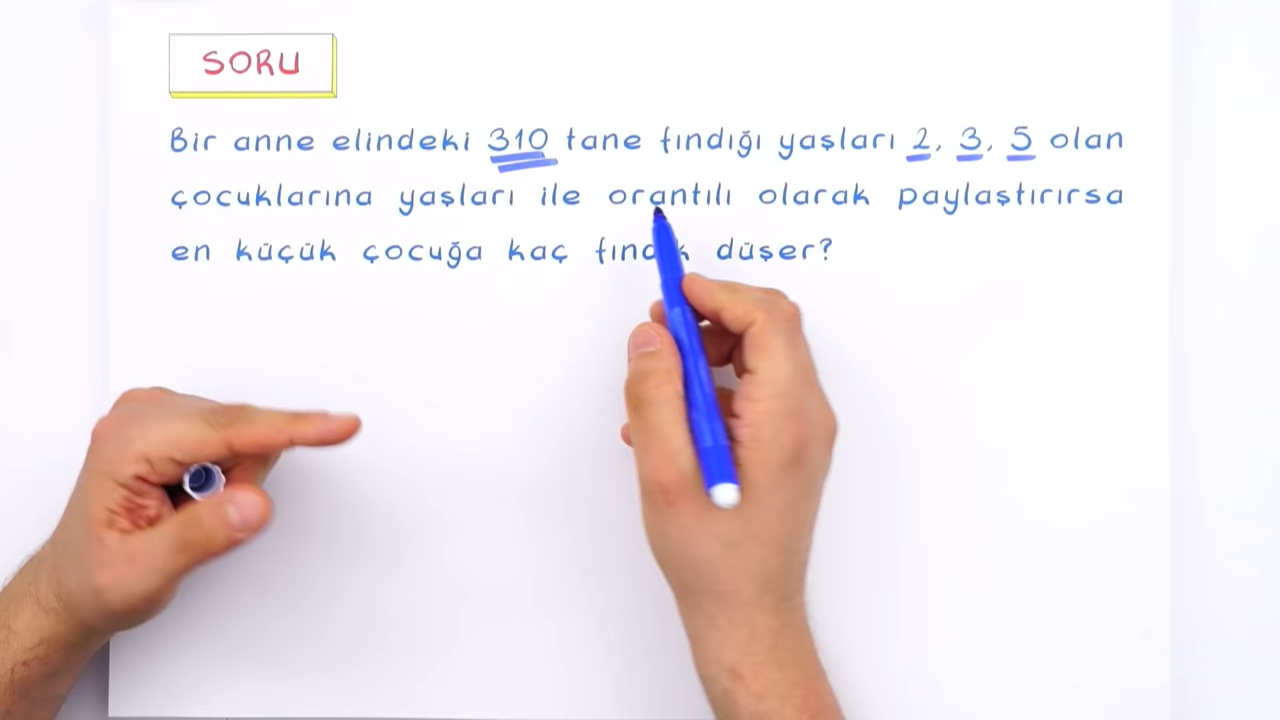 SORU
Bir anne elindeki 310 tane fındığı yaşları 2, 3, 5 olan
çocuklarına yaşları ile orantılı olarak paylaştırırsa
en küçük çocuğa kaç düşer?